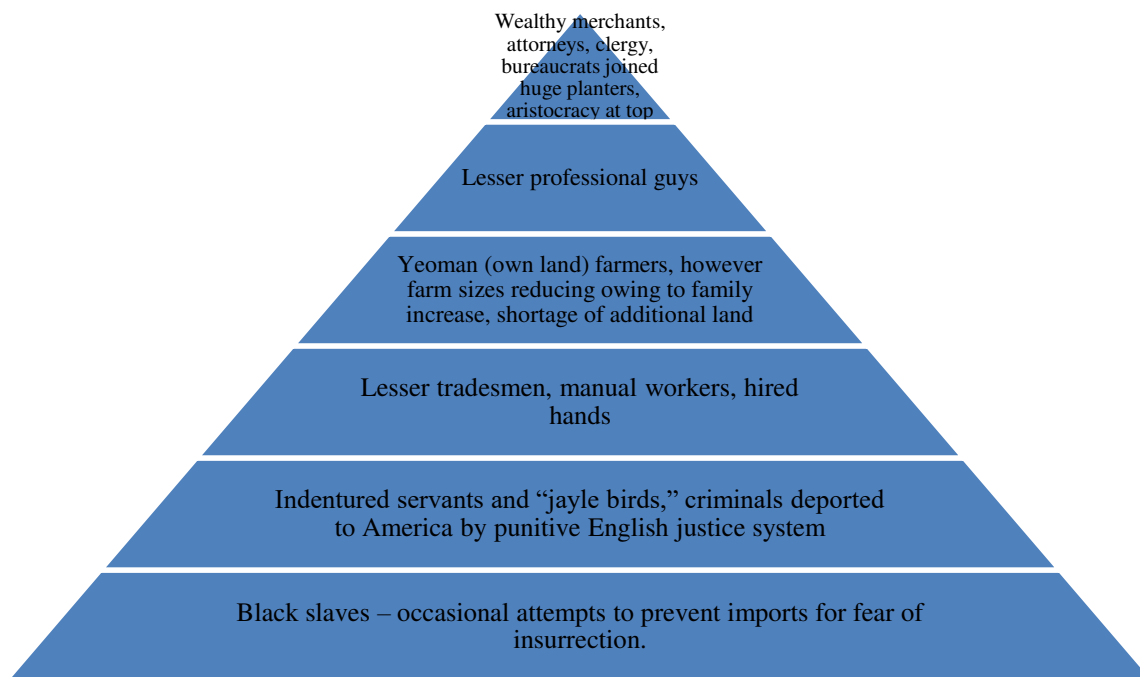 Wealthy merchants,
attorneys, clergy,
bureaucrats joined
huge planters,
aristocracy at top
Lesser professional guys
Yeoman (own land) farmers, however
farm sizes reducing owing to family
increase, shortage of additional land
Lesser tradesmen, manual workers, hired
hands
Indentured servants and “jayle birds,” criminals deported
to America by punitive English justice system
Black slaves – occasional attempts to prevent imports for fear of
insurrection.